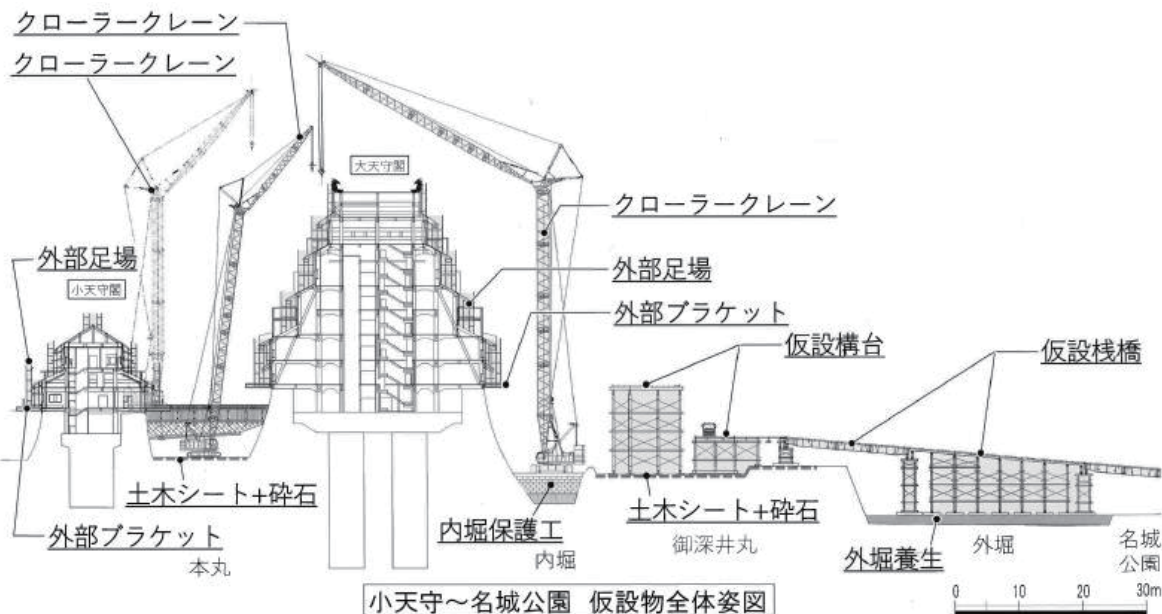 クローラークレーン
クローラークレーン
大天守閣
クローラークレーン
外部足場
小天守閣
外部足場
外部ブラケット
仮設構台
仮設桟橋
土木シート+砕石
外部ブラケット
本丸
内堀保護工
内堀
土木シート+砕石
御深井丸
外堀養生
外堀
名城
公園
小天守～名城公園 仮設物全体姿図
0 10 20 30m